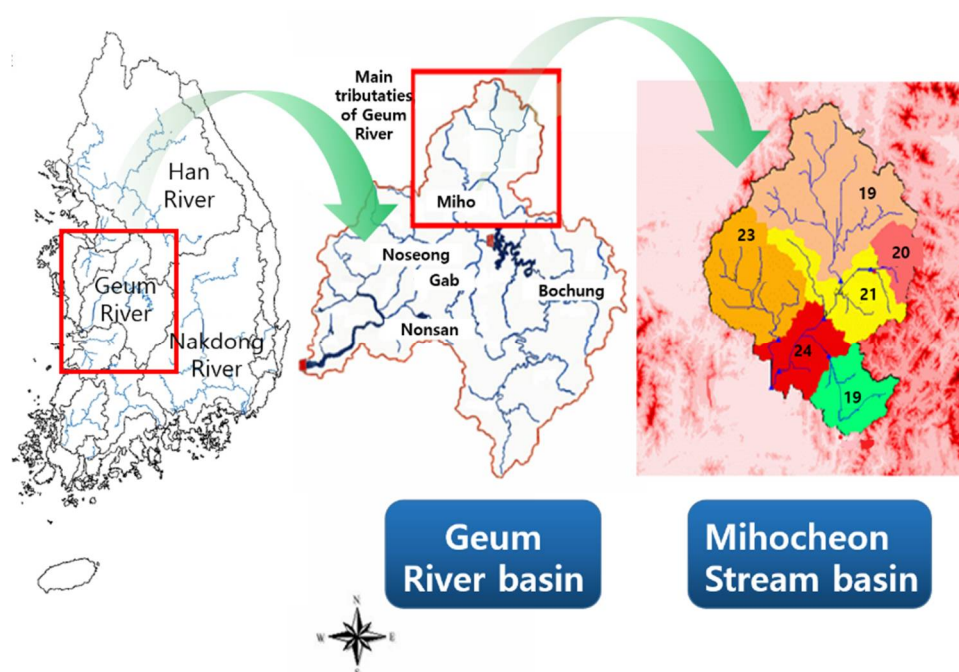 Han
River
Geum
River
Nakdong
River
Main
tributaties
of Geum
River
Miho
Noseong
Gab
Bochung
Nonsan
19
23
20
21
24
19
Geum
River basin
Mihocheon
Stream basin
N
W
E
S